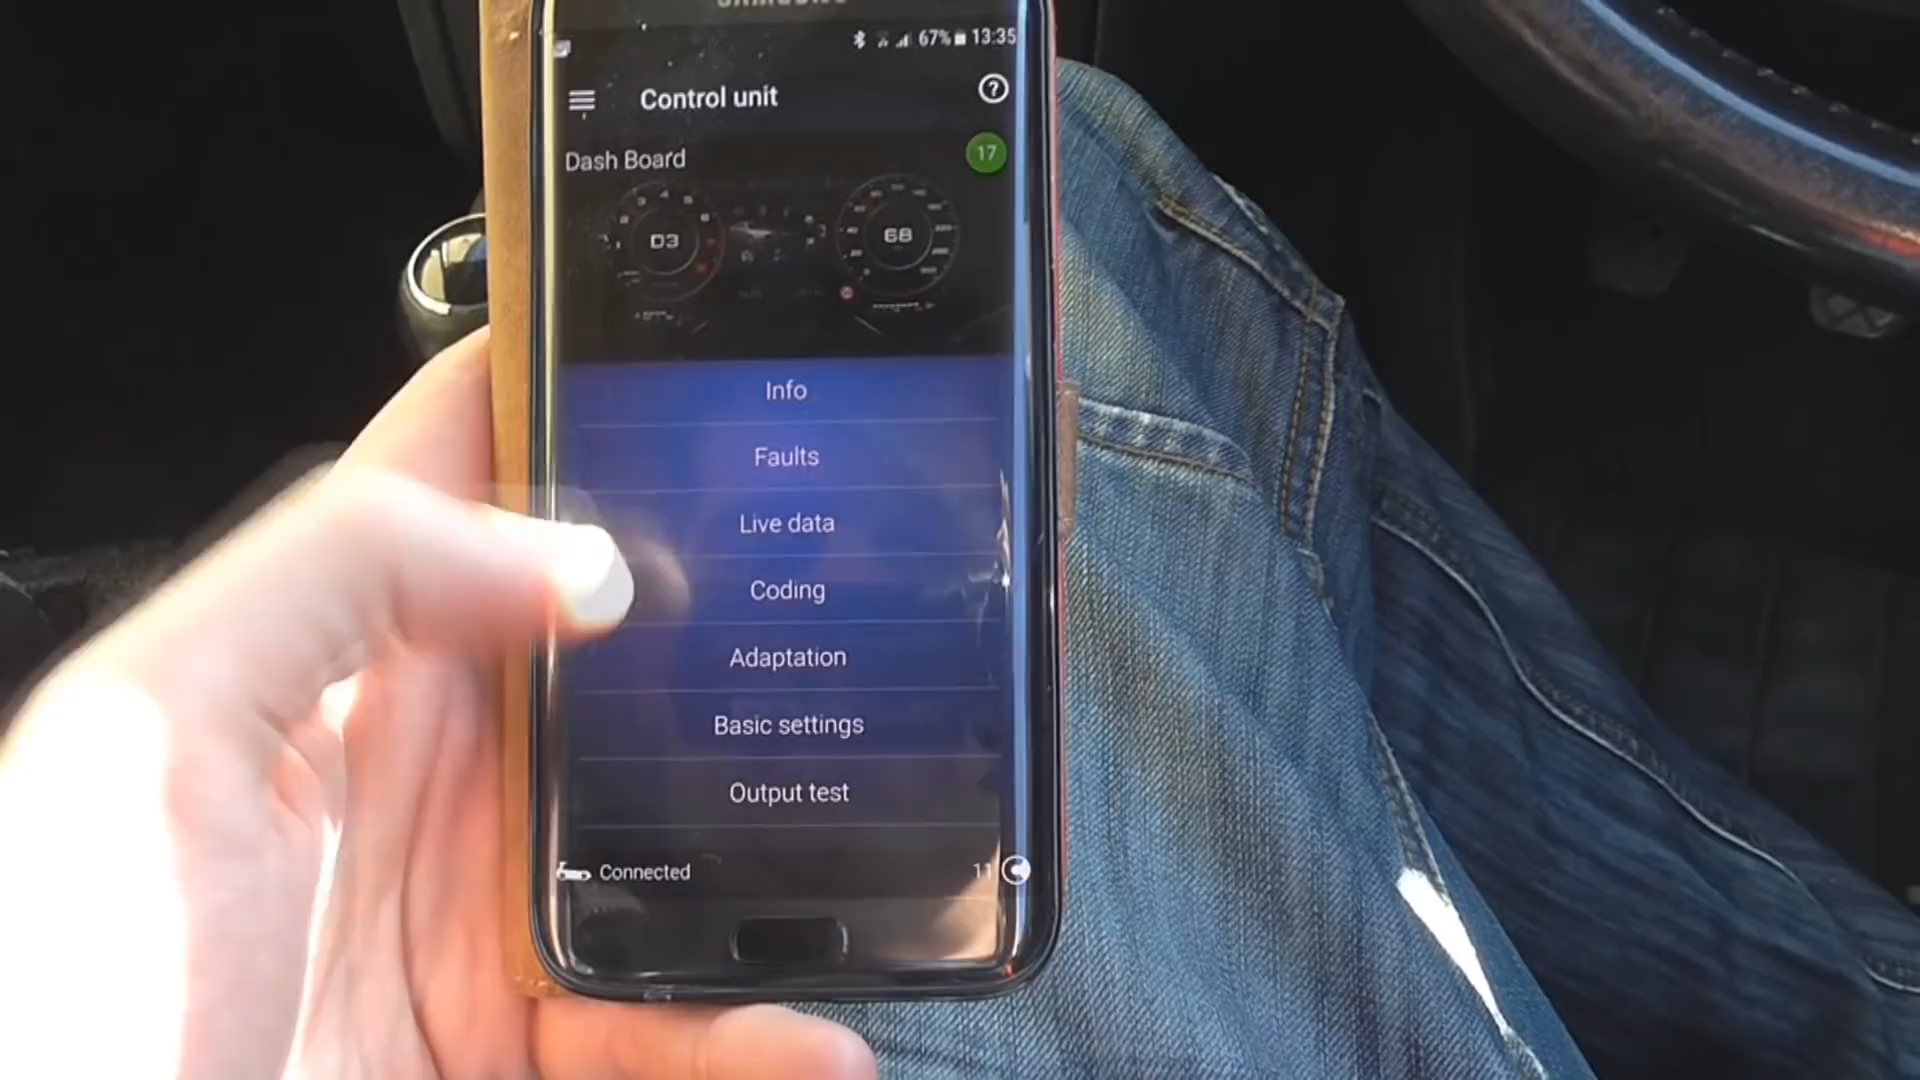 SAMSUNG
67% 13:35
Control unit
?
Dash Board
17
D3
68
Info
Faults
Live data
Coding
Adaptation
Basic settings
Output test
Connected
11